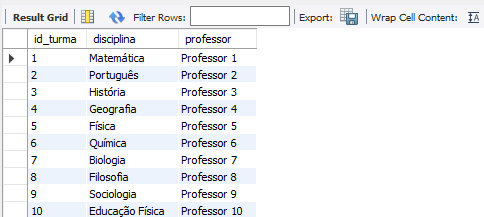 Result Grid Filter Rows: Export: Wrap Cell Content:
id_turma disciplina professor
1 Matemática Professor 1
2 Português Professor 2
3 História Professor 3
4 Geografia Professor 4
5 Física Professor 5
6 Química Professor 6
7 Biologia Professor 7
8 Filosofia Professor 8
9 Sociologia Professor 9
10 Educação Física Professor 10